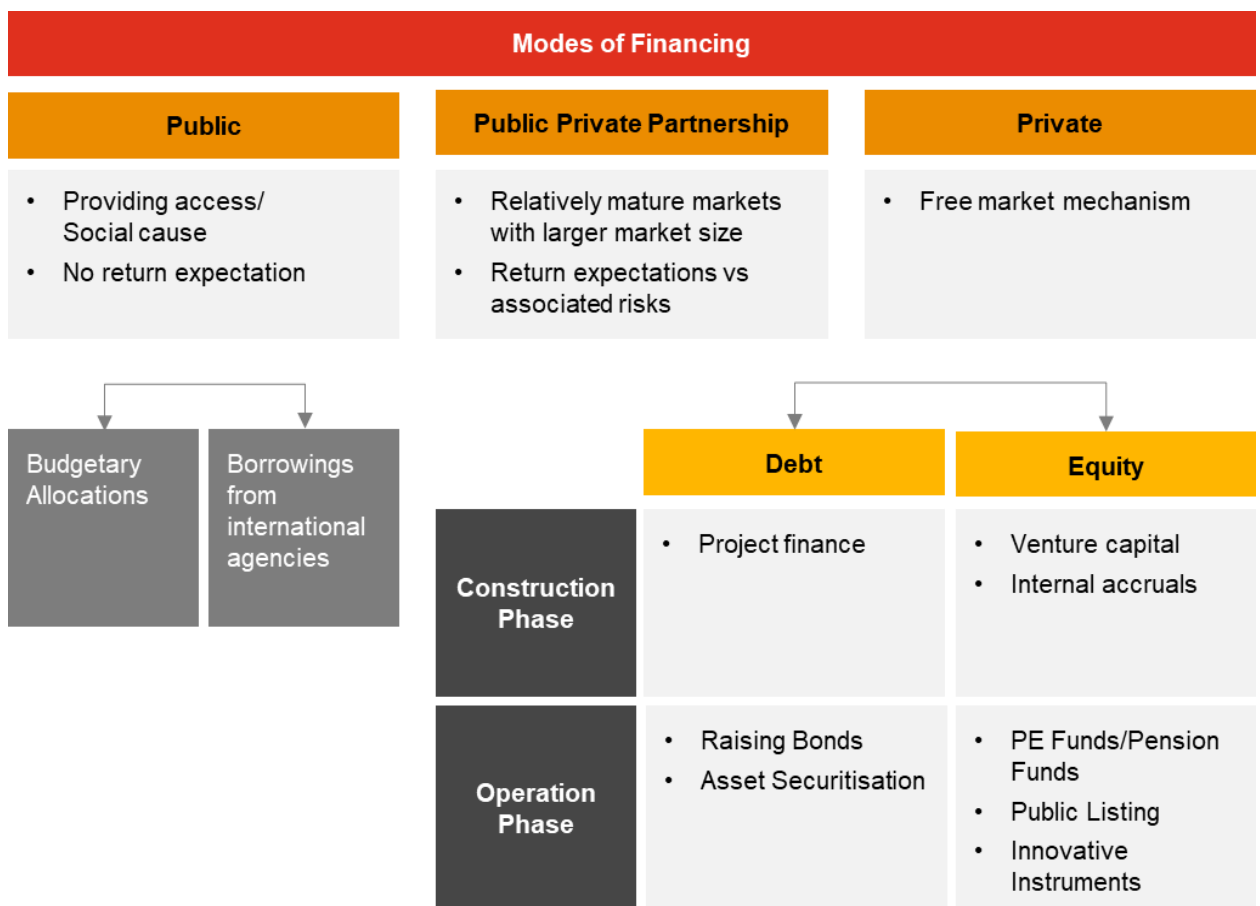 Modes of Financing
Public
Public Private Partnership
Private
• Providing access/
Social cause
• No return expectation
• Relatively mature markets
with larger market size
• Return expectations vs
associated risks
• Free market mechanism
Budgetary
Allocations
Borrowings
from
international
agencies
Debt
Equity
Construction
Phase
• Project finance
• Venture capital
• Internal accruals
Operation
Phase
• Raising Bonds
• Asset Securitisation
• PE Funds/Pension
Funds
• Public Listing
• Innovative
Instruments